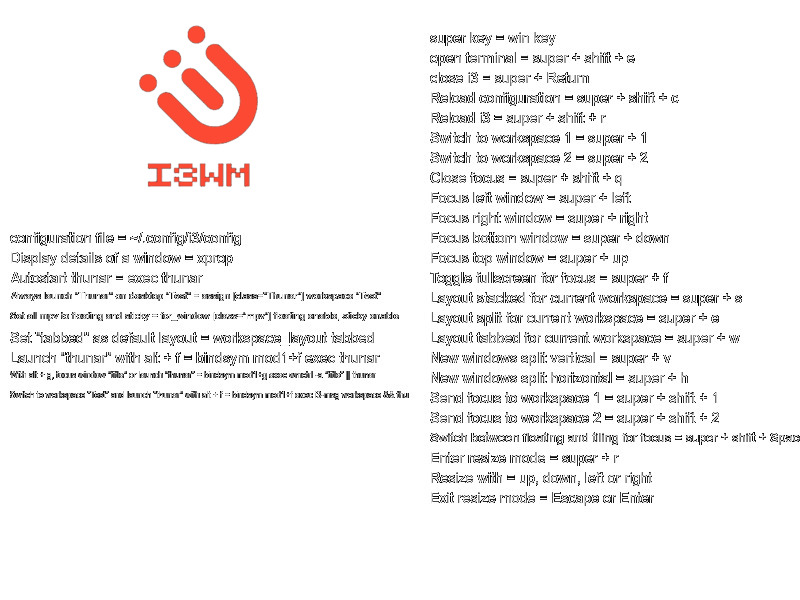 I3WM
configuration file = ~/.config/i3/config
Display details of a window = xprop
Autostart thunar = exec thunar
Always launch "Thunar" on desktop "Test" = assign [class="Thunar"] workspace "Test"
Set all mpv to floating and sticky = for_window [class="mpv"] floating enable, sticky enable
Set "tabbed" as default layout = workspace_layout tabbed
Launch "thunar" with alt + f = bindsym mod1+f exec thunar
With alt + g, focus window "title" or launch "thunar" = bindsym mod1+g exec wmctrl -a "title" || thunar
Switch to workspace "test" and launch "thunar" with alt + f = bindsym mod1+f exec i3-msg workspace && thu
super key = win key
open terminal = super + shift + e
close i3 = super + Return
Reload configuration = super + shift + c
Reload i3 = super + shift + r
Switch to workspace 1 = super + 1
Switch to workspace 2 = super + 2
Close focus = super + shift + q
Focus left window = super + left
Focus right window = super + right
Focus bottom window = super + down
Focus top window = super + up
Toggle fullscreen for focus = super + f
Layout stacked for current workspace = super + s
Layout split for current workspace = super + e
Layout tabbed for current workspace = super + w
New windows split vertical = super + v
New windows split horizontal = super + h
Send focus to workspace 1 = super + shift + 1
Send focus to workspace 2 = super + shift + 2
Switch between floating and tiling for focus = super + shift + Spac
Enter resize mode = super + r
Resize with = up, down, left or right
Exit resize mode = Escape or Enter